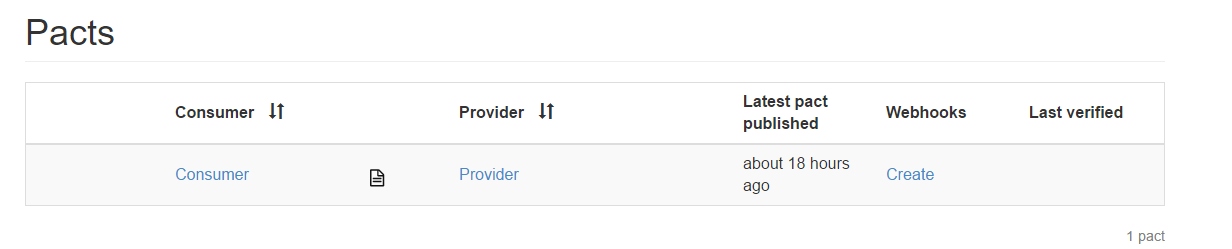 Pacts
Consumer Provider Latest pact published Webhooks Last verified
Consumer Provider about 18 hours ago Create
1 pact